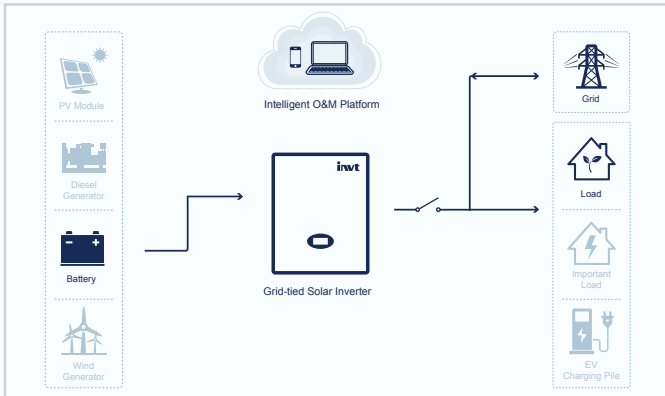 PV Module
Diesel
Generator
Battery
Wind
Generator
Intelligent O&M Platform
invt
Grid-tied Solar Inverter
Grid
Load
Important
Load
EV
Charging Pile